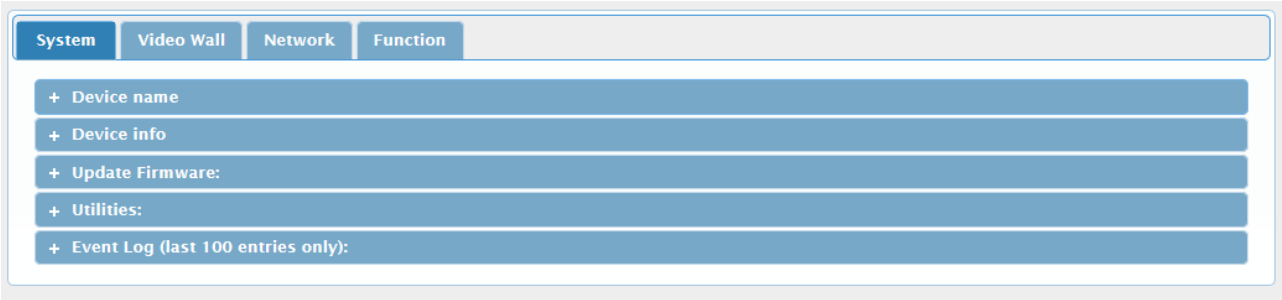 System Video Wall Network Function
+ Device name
+ Device info
+ Update Firmware:
+ Utilities:
+ Event Log (last 100 entries only):